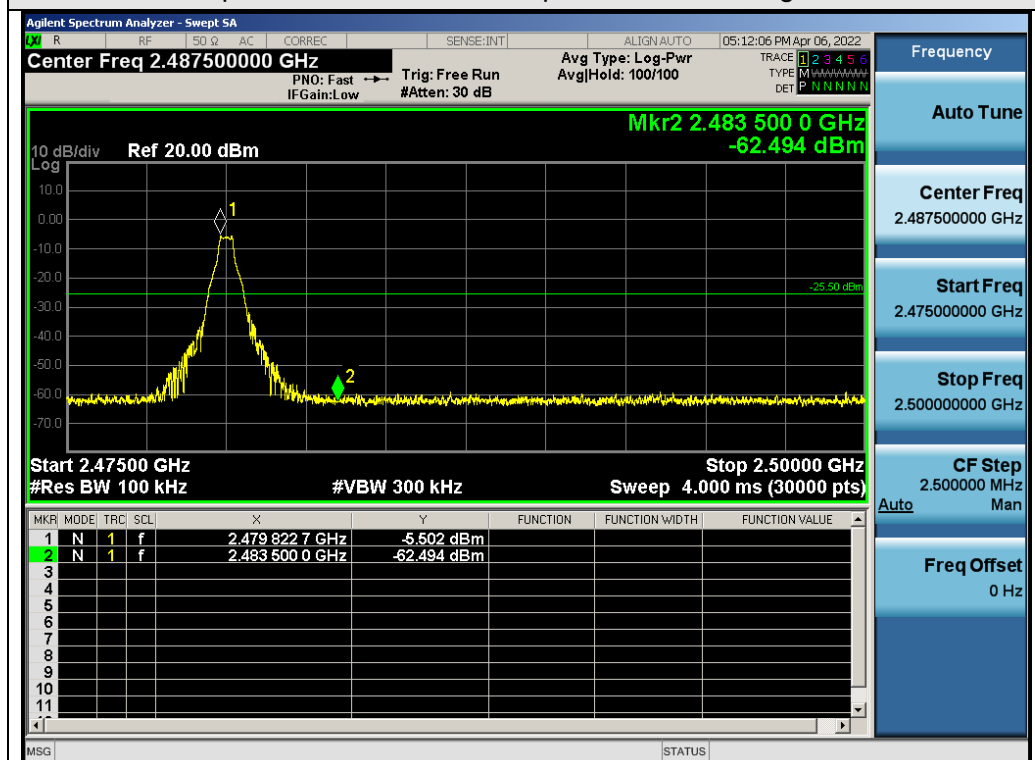 Agilent Spectrum Analyzer - Swept SA
LXI R RF 50 Ω AC CORREC SENSE:INT ALIGN AUTO 05:12:06 PM Apr 06, 2022
Center Freq 2.487500000 GHz
PNO: Fast
IFGain:Low
Trig: Free Run
#Atten: 30 dB
Avg Type: Log-Pwr
Avg|Hold: 100/100
TRACE 1 2 3 4 5 6
TYPE M
DET P N N N N N
Mkr2 2.483 500 0 GHz
-62.494 dBm
10 dB/div Ref 20.00 dBm
Log
10.0
0.00
-10.0
-20.0
-30.0
-40.0
-50.0
-60.0
-70.0
1
-25.50 dBm
2
Start 2.47500 GHz Stop 2.50000 GHz
#Res BW 100 kHz #VBW 300 kHz Sweep 4.000 ms (30000 pts)
MKR MODE TRC SCL X Y FUNCTION FUNCTION WIDTH FUNCTION VALUE
1 N 1 f 2.479 822 7 GHz -5.502 dBm
2 N 1 f 2.483 500 0 GHz -62.494 dBm
3
4
5
6
7
8
9
10
11
MSG STATUS
Frequency
Auto Tune
Center Freq
2.487500000 GHz
Start Freq
2.475000000 GHz
Stop Freq
2.500000000 GHz
CF Step
2.500000 MHz
Auto Man
Freq Offset
0 Hz